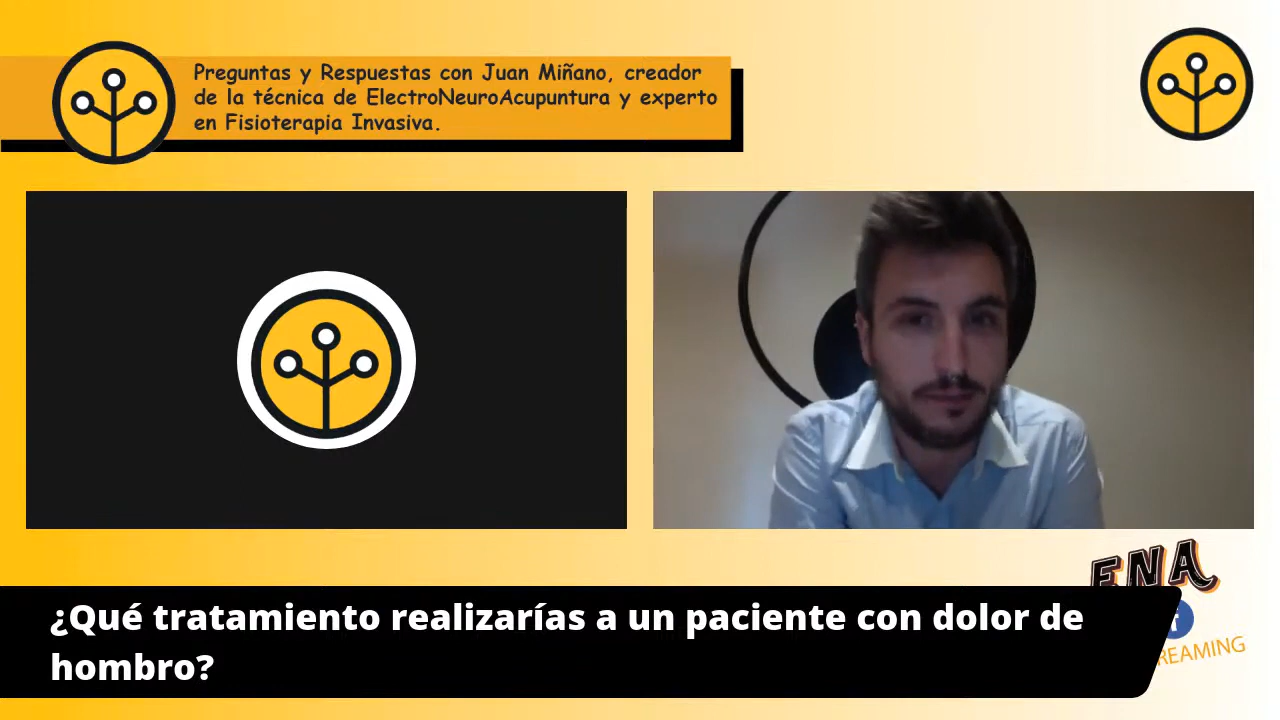 Preguntas y Respuestas con Juan Miñano, creador
de la técnica de ElectroNeuroAcupuntura y experto
en Fisioterapia Invasiva.
ENA
¿Qué tratamiento realizarías a un paciente con dolor de
hombro?